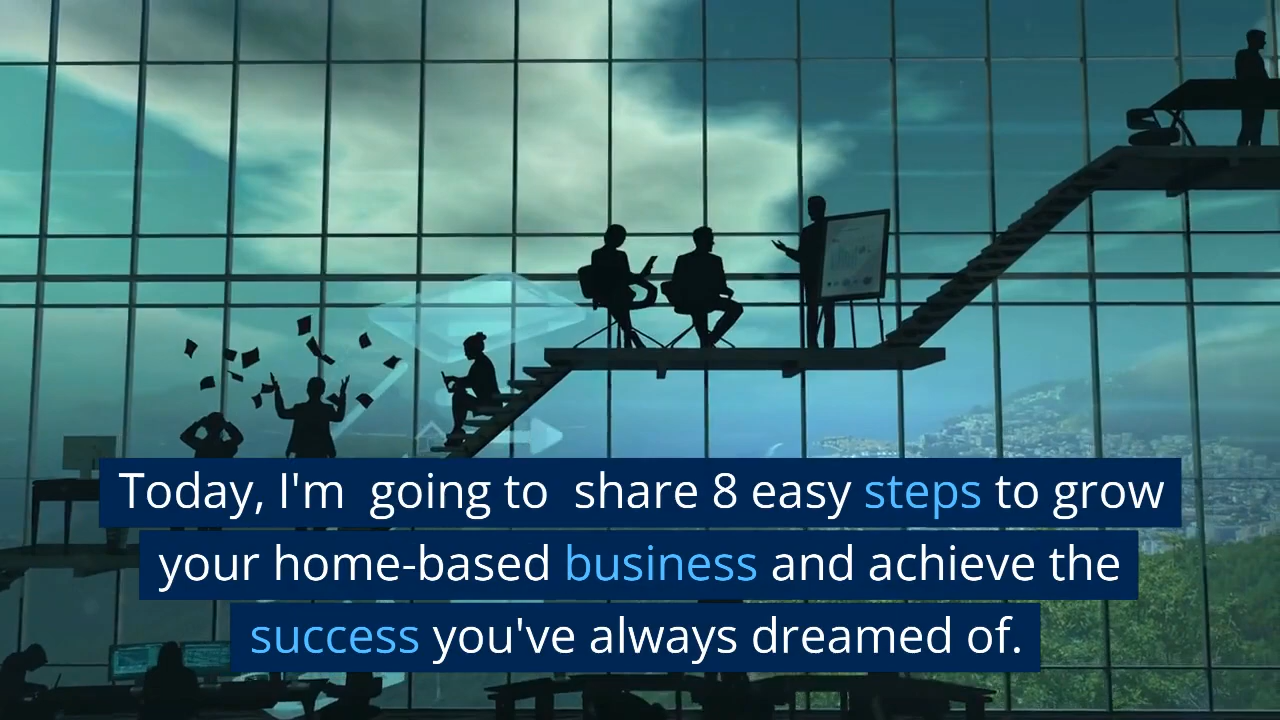 Today, I'm  going to  share 8 easy steps to grow
your home-based business and achieve the
success you've always dreamed of.